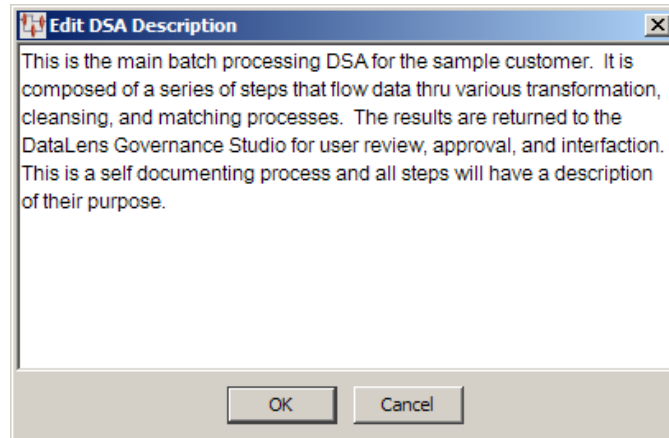 Edit DSA Description
This is the main batch processing DSA for the sample customer.  It is
composed of a series of steps that flow data thru various transformation,
cleansing, and matching processes.  The results are returned to the
DataLens Governance Studio for user review, approval, and interfaction.
This is a self documenting process and all steps will have a description
of their purpose.
OK Cancel